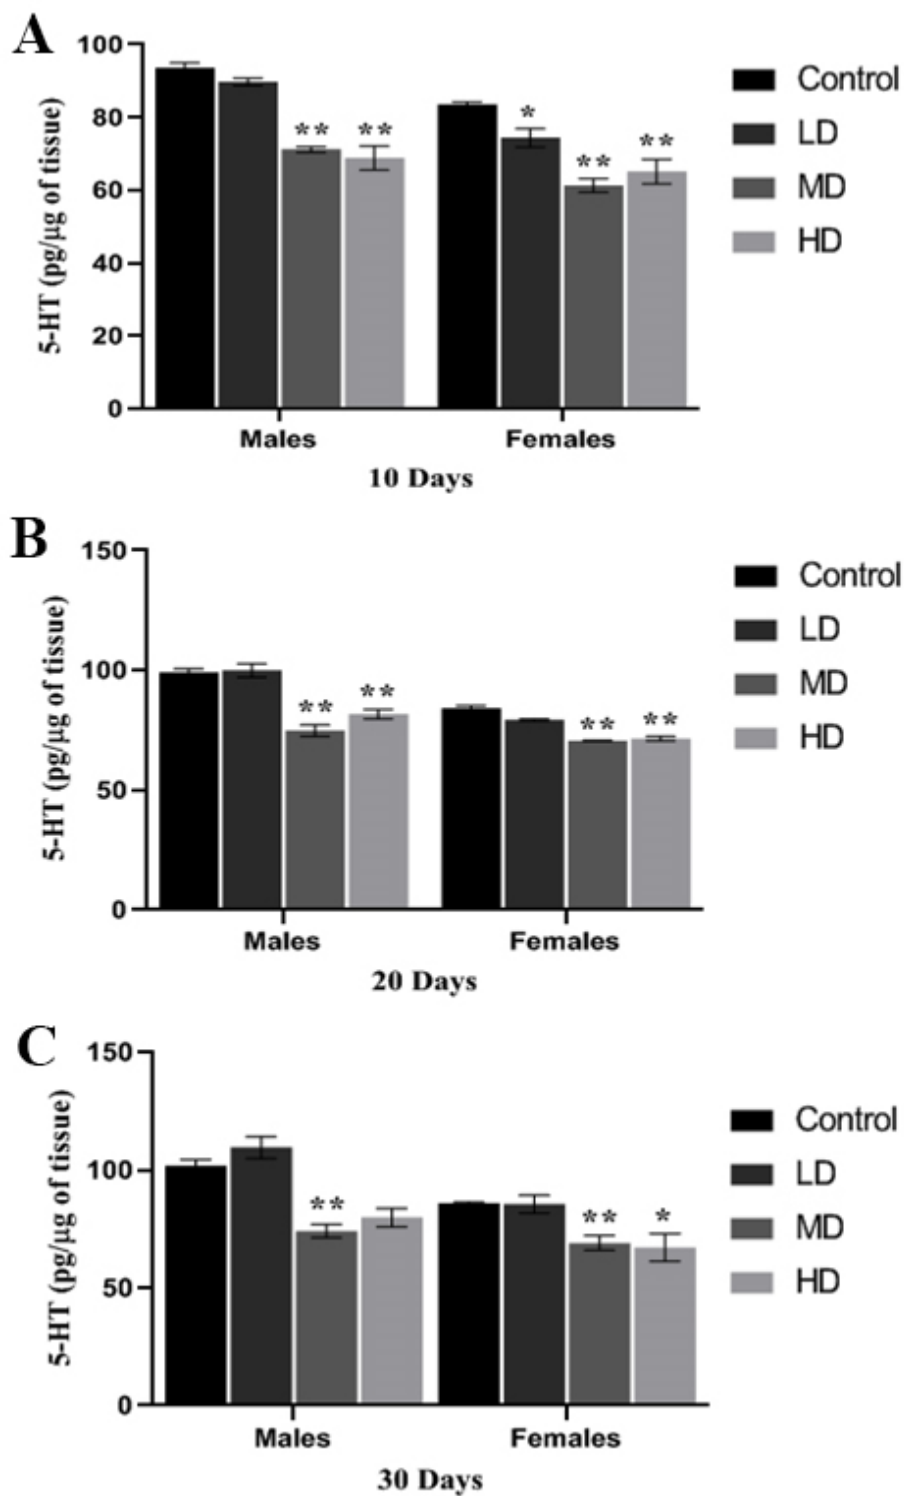 A
100
80
60
40
20
0
5-HT (pg/μg of tissue)
** **
* ** **
Males Females
10 Days
Control
LD
MD
HD
B
150
100
50
0
5-HT (pg/μg of tissue)
** **
** **
Males Females
20 Days
Control
LD
MD
HD
C
150
100
50
0
5-HT (pg/μg of tissue)
**
** *
Males Females
30 Days
Control
LD
MD
HD